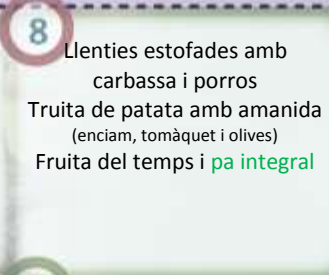 8
Llenties estofades amb
carbassa i porros
Truita de patata amb amanida
(enciam, tomàquet i olives)
Fruita del temps i pa integral